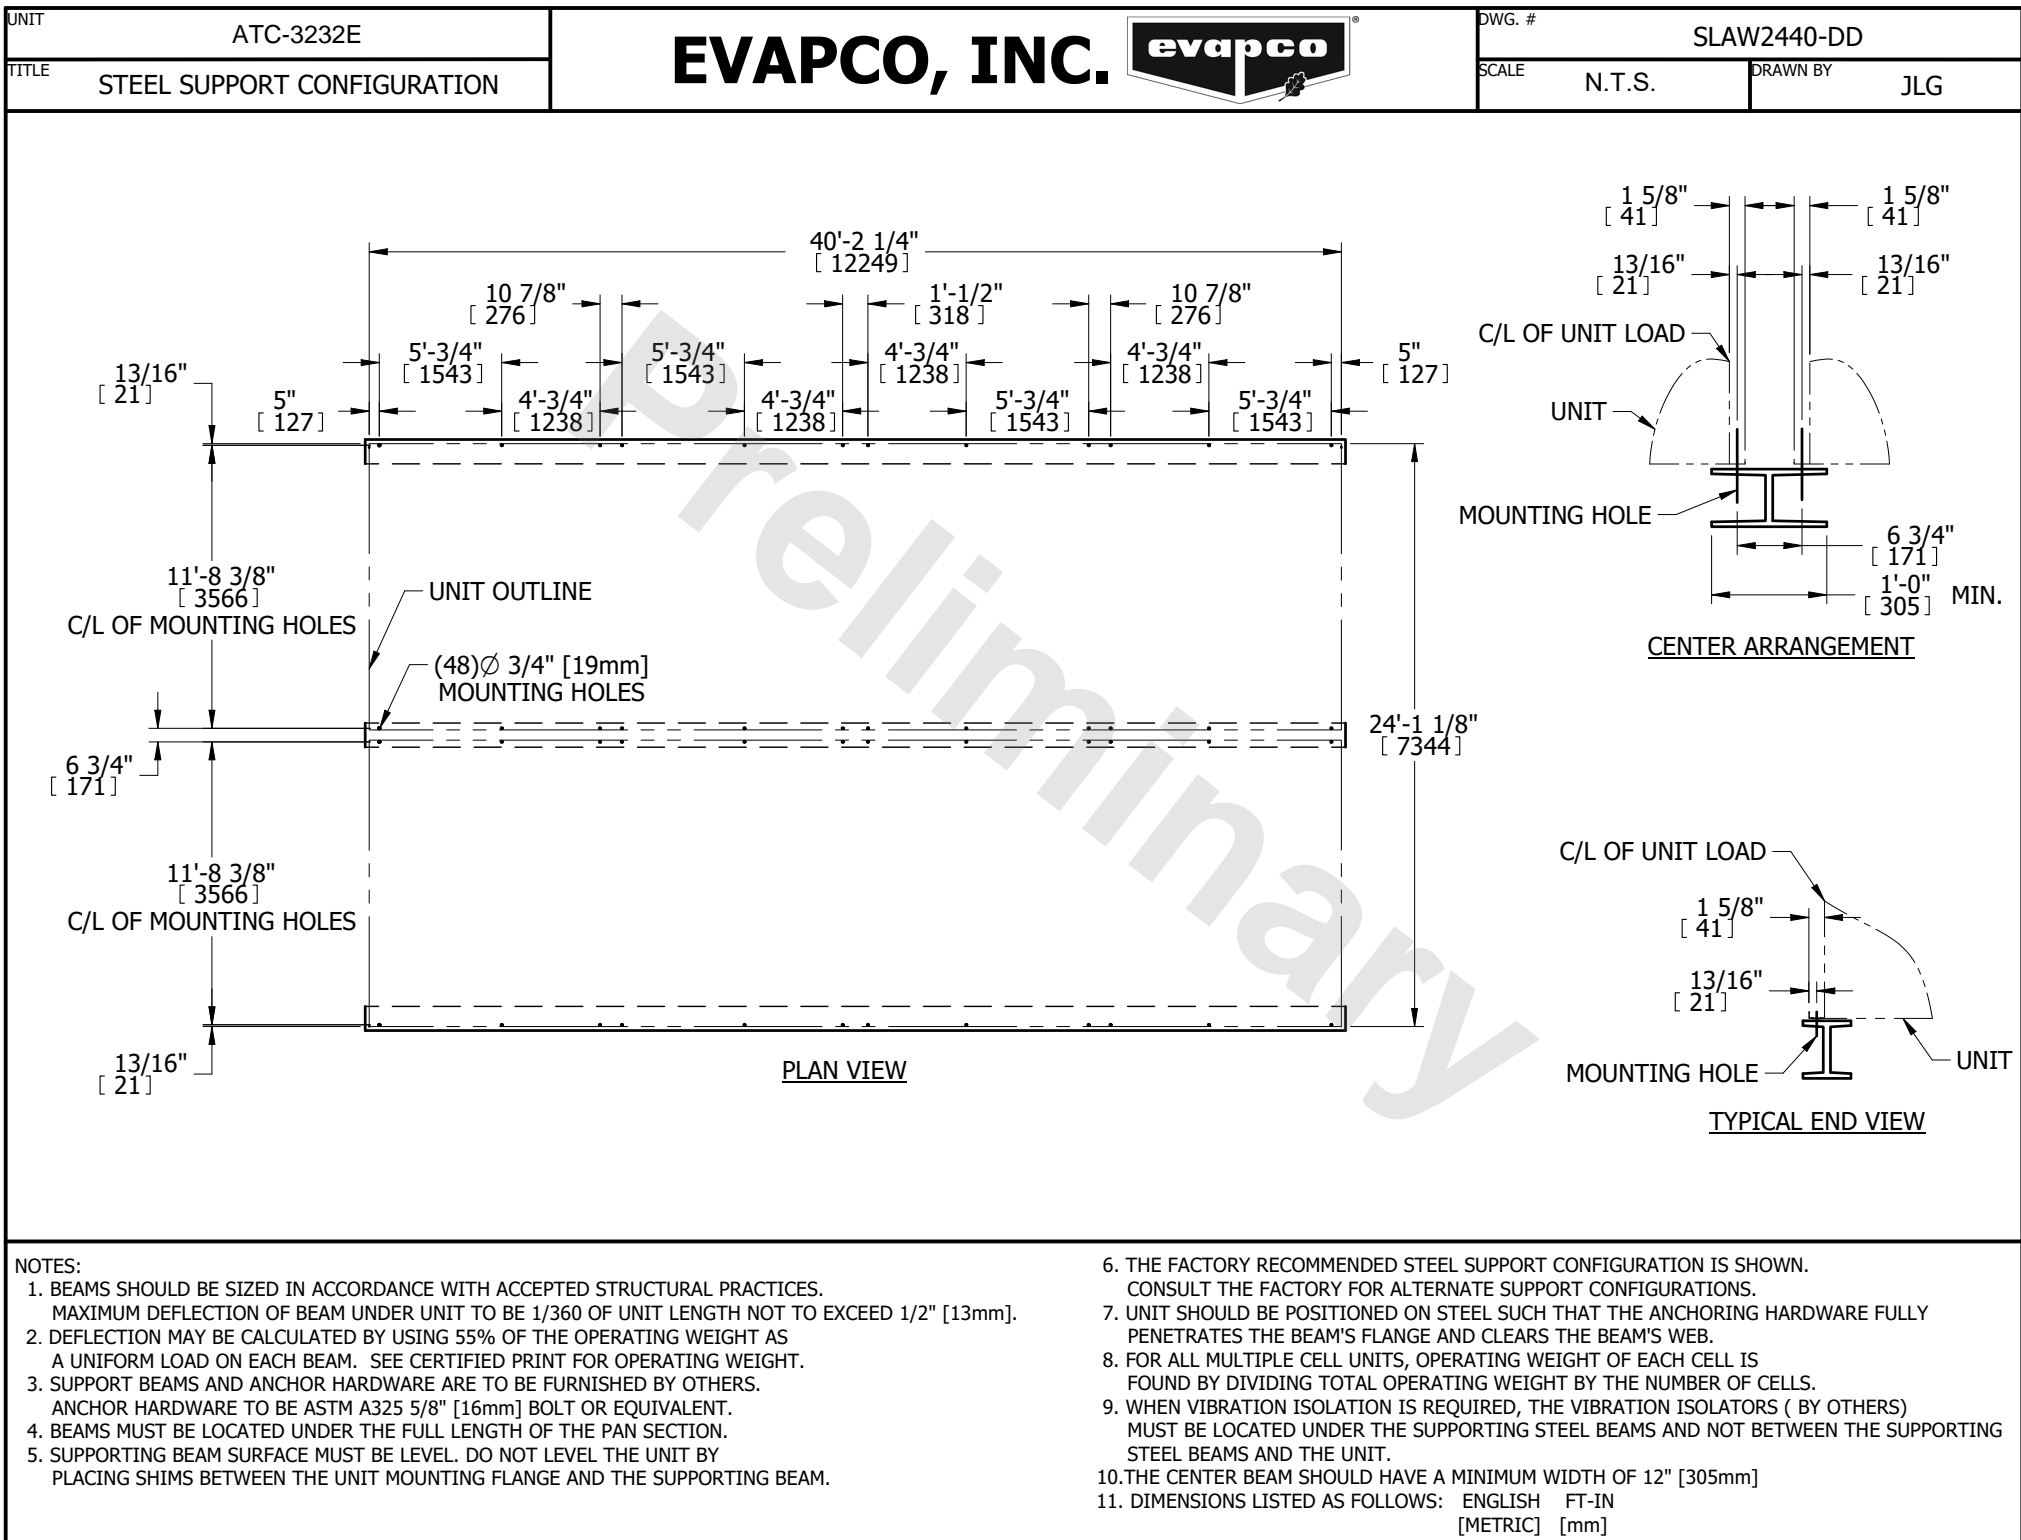 UNIT
ATC-3232E
TITLE
STEEL SUPPORT CONFIGURATION
EVAPCO, INC.
evapco
®
DWG. #
SLAW2440-DD
SCALE
N.T.S.
DRAWN BY
JLG
40'-2 1/4"
[ 12249]
10 7/8"
[ 276]
1'-1/2"
[ 318 ]
10 7/8"
[ 276]
5'-3/4"
[ 1543]
5'-3/4"
[ 1543]
4'-3/4"
[ 1238]
4'-3/4"
[ 1238]
5"
[ 127]
13/16"
[ 21]
5"
[ 127]
4'-3/4"
[ 1238]
4'-3/4"
[ 1238]
5'-3/4"
[ 1543]
5'-3/4"
[ 1543]
11'-8 3/8"
[ 3566]
C/L OF MOUNTING HOLES
UNIT OUTLINE
(48)Ø 3/4" [19mm]
MOUNTING HOLES
24'-1 1/8"
[ 7344]
6 3/4"
[ 171]
11'-8 3/8"
[ 3566]
C/L OF MOUNTING HOLES
13/16"
[ 21]
PLAN VIEW
Preliminary
1 5/8"
[ 41]
1 5/8"
[ 41]
13/16"
[ 21]
13/16"
[ 21]
C/L OF UNIT LOAD
UNIT
MOUNTING HOLE
6 3/4"
[ 171]
1'-0"
[ 305] MIN.
CENTER ARRANGEMENT
C/L OF UNIT LOAD
1 5/8"
[ 41]
13/16"
[ 21]
MOUNTING HOLE
UNIT
TYPICAL END VIEW
NOTES:
1. BEAMS SHOULD BE SIZED IN ACCORDANCE WITH ACCEPTED STRUCTURAL PRACTICES.
MAXIMUM DEFLECTION OF BEAM UNDER UNIT TO BE 1/360 OF UNIT LENGTH NOT TO EXCEED 1/2" [13mm].
2. DEFLECTION MAY BE CALCULATED BY USING 55% OF THE OPERATING WEIGHT AS
A UNIFORM LOAD ON EACH BEAM. SEE CERTIFIED PRINT FOR OPERATING WEIGHT.
3. SUPPORT BEAMS AND ANCHOR HARDWARE ARE TO BE FURNISHED BY OTHERS.
ANCHOR HARDWARE TO BE ASTM A325 5/8" [16mm] BOLT OR EQUIVALENT.
4. BEAMS MUST BE LOCATED UNDER THE FULL LENGTH OF THE PAN SECTION.
5. SUPPORTING BEAM SURFACE MUST BE LEVEL. DO NOT LEVEL THE UNIT BY
PLACING SHIMS BETWEEN THE UNIT MOUNTING FLANGE AND THE SUPPORTING BEAM.
6. THE FACTORY RECOMMENDED STEEL SUPPORT CONFIGURATION IS SHOWN.
CONSULT THE FACTORY FOR ALTERNATE SUPPORT CONFIGURATIONS.
7. UNIT SHOULD BE POSITIONED ON STEEL SUCH THAT THE ANCHORING HARDWARE FULLY
PENETRATES THE BEAM'S FLANGE AND CLEARS THE BEAM'S WEB.
8. FOR ALL MULTIPLE CELL UNITS, OPERATING WEIGHT OF EACH CELL IS
FOUND BY DIVIDING TOTAL OPERATING WEIGHT BY THE NUMBER OF CELLS.
9. WHEN VIBRATION ISOLATION IS REQUIRED, THE VIBRATION ISOLATORS ( BY OTHERS)
MUST BE LOCATED UNDER THE SUPPORTING STEEL BEAMS AND NOT BETWEEN THE SUPPORTING
STEEL BEAMS AND THE UNIT.
10.THE CENTER BEAM SHOULD HAVE A MINIMUM WIDTH OF 12" [305mm]
11. DIMENSIONS LISTED AS FOLLOWS: ENGLISH FT-IN
[METRIC] [mm]